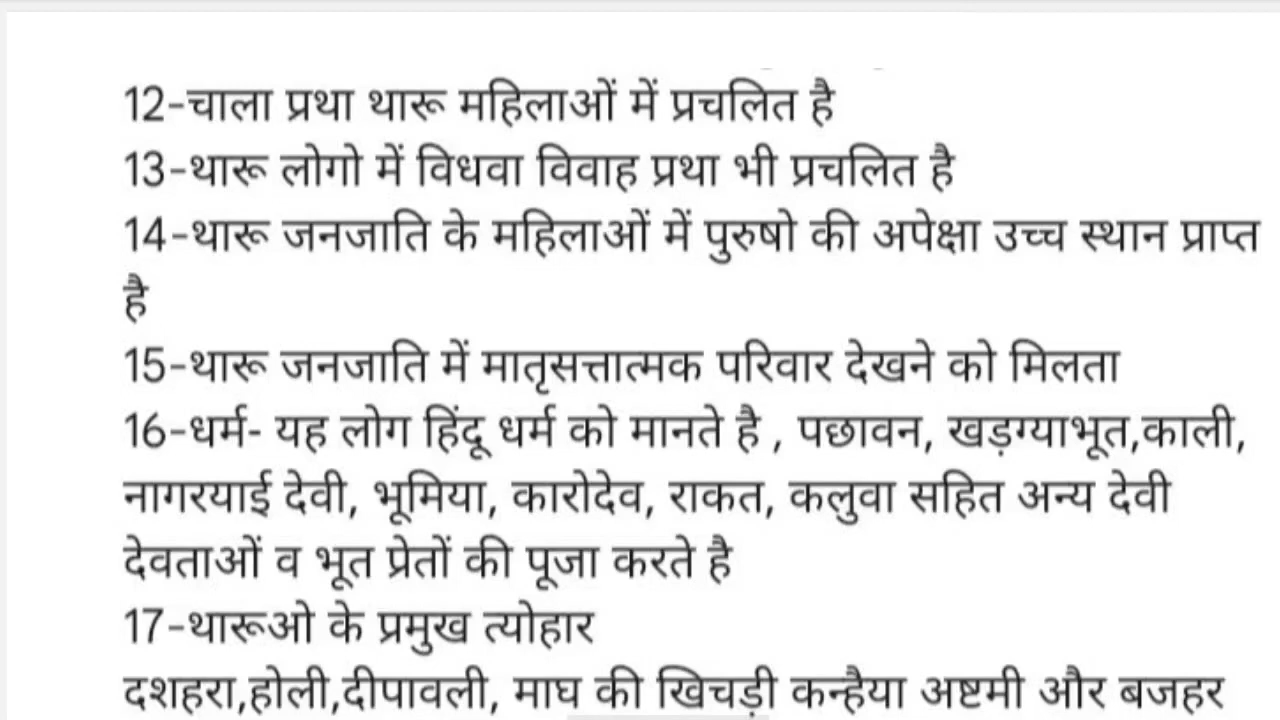 12-चाला प्रथा थारू महिलाओं में प्रचलित है
13-थारू लोगो में विधवा विवाह प्रथा भी प्रचलित है
14-थारू जनजाति के महिलाओं में पुरुषो की अपेक्षा उच्च स्थान प्राप्त
है
15-थारू जनजाति में मातृसत्तात्मक परिवार देखने को मिलता
16-धर्म- यह लोग हिंदू धर्म को मानते है , पछावन, खड़ग्याभूत,काली,
नागरयाई देवी, भूमिया, कारोदेव, राकत, कलुवा सहित अन्य देवी
देवताओं व भूत प्रेतों की पूजा करते है
17-थारूओ के प्रमुख त्योहार
दशहरा,होली,दीपावली, माघ की खिचड़ी कन्हैया अष्टमी और बजहर